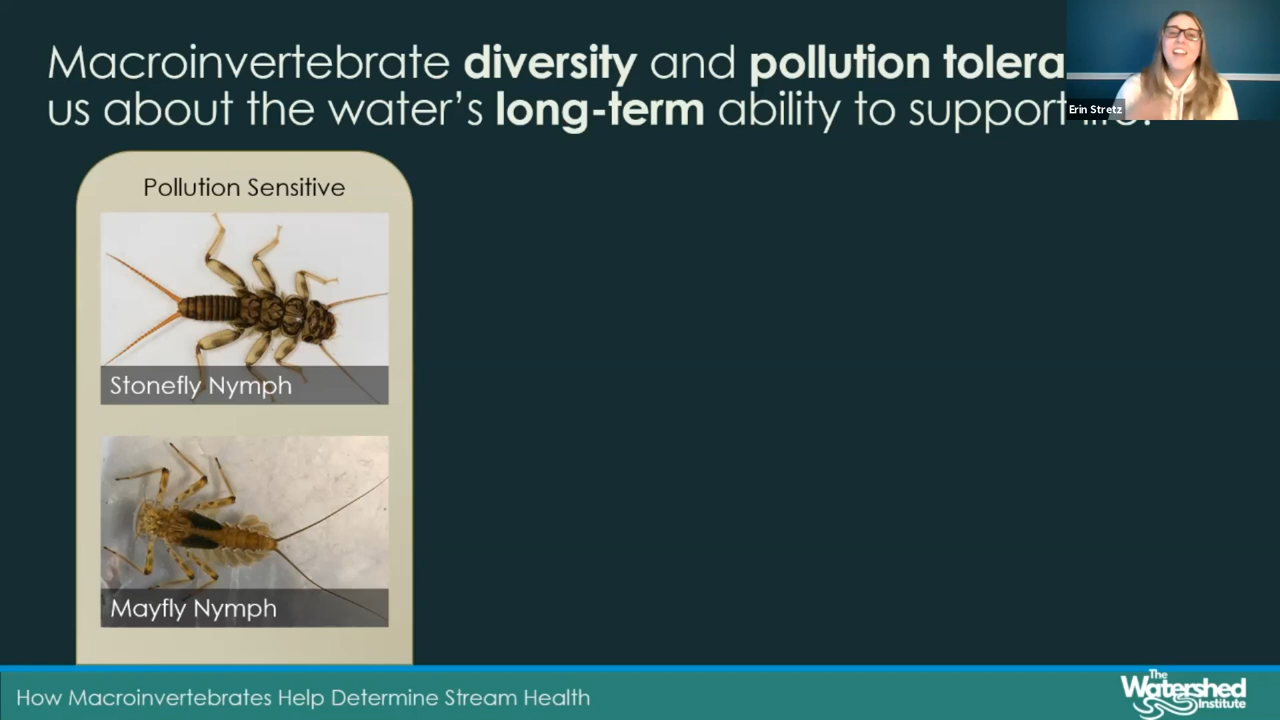 Macroinvertebrate diversity and pollution tolera
us about the water's long-term ability to support
Erin Stretz
Pollution Sensitive
Stonefly Nymph
Mayfly Nymph
How Macroinvertebrates Help Determine Stream Health
The
Watershed
Institute